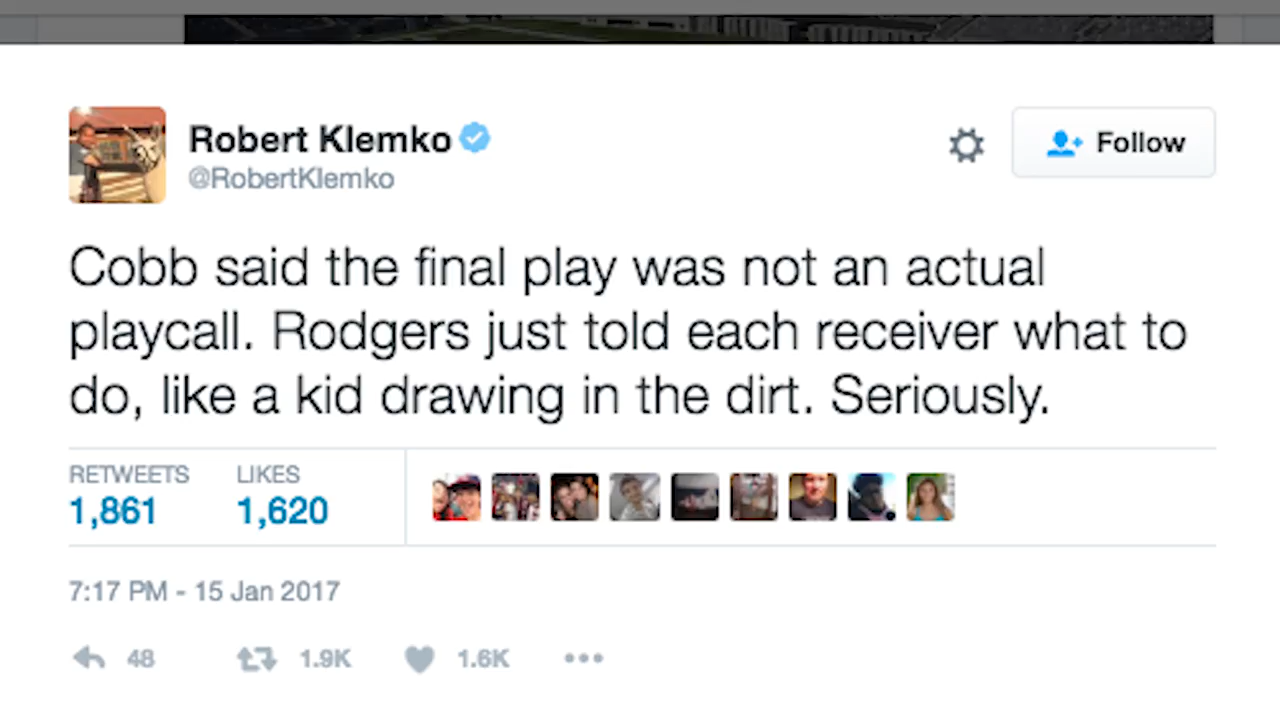 Robert Klemko
@RobertKlemko
Follow
Cobb said the final play was not an actual
playcall. Rodgers just told each receiver what to
do, like a kid drawing in the dirt. Seriously.
RETWEETS LIKES
1,861 1,620
7:17 PM - 15 Jan 2017
48 1.9K 1.6K